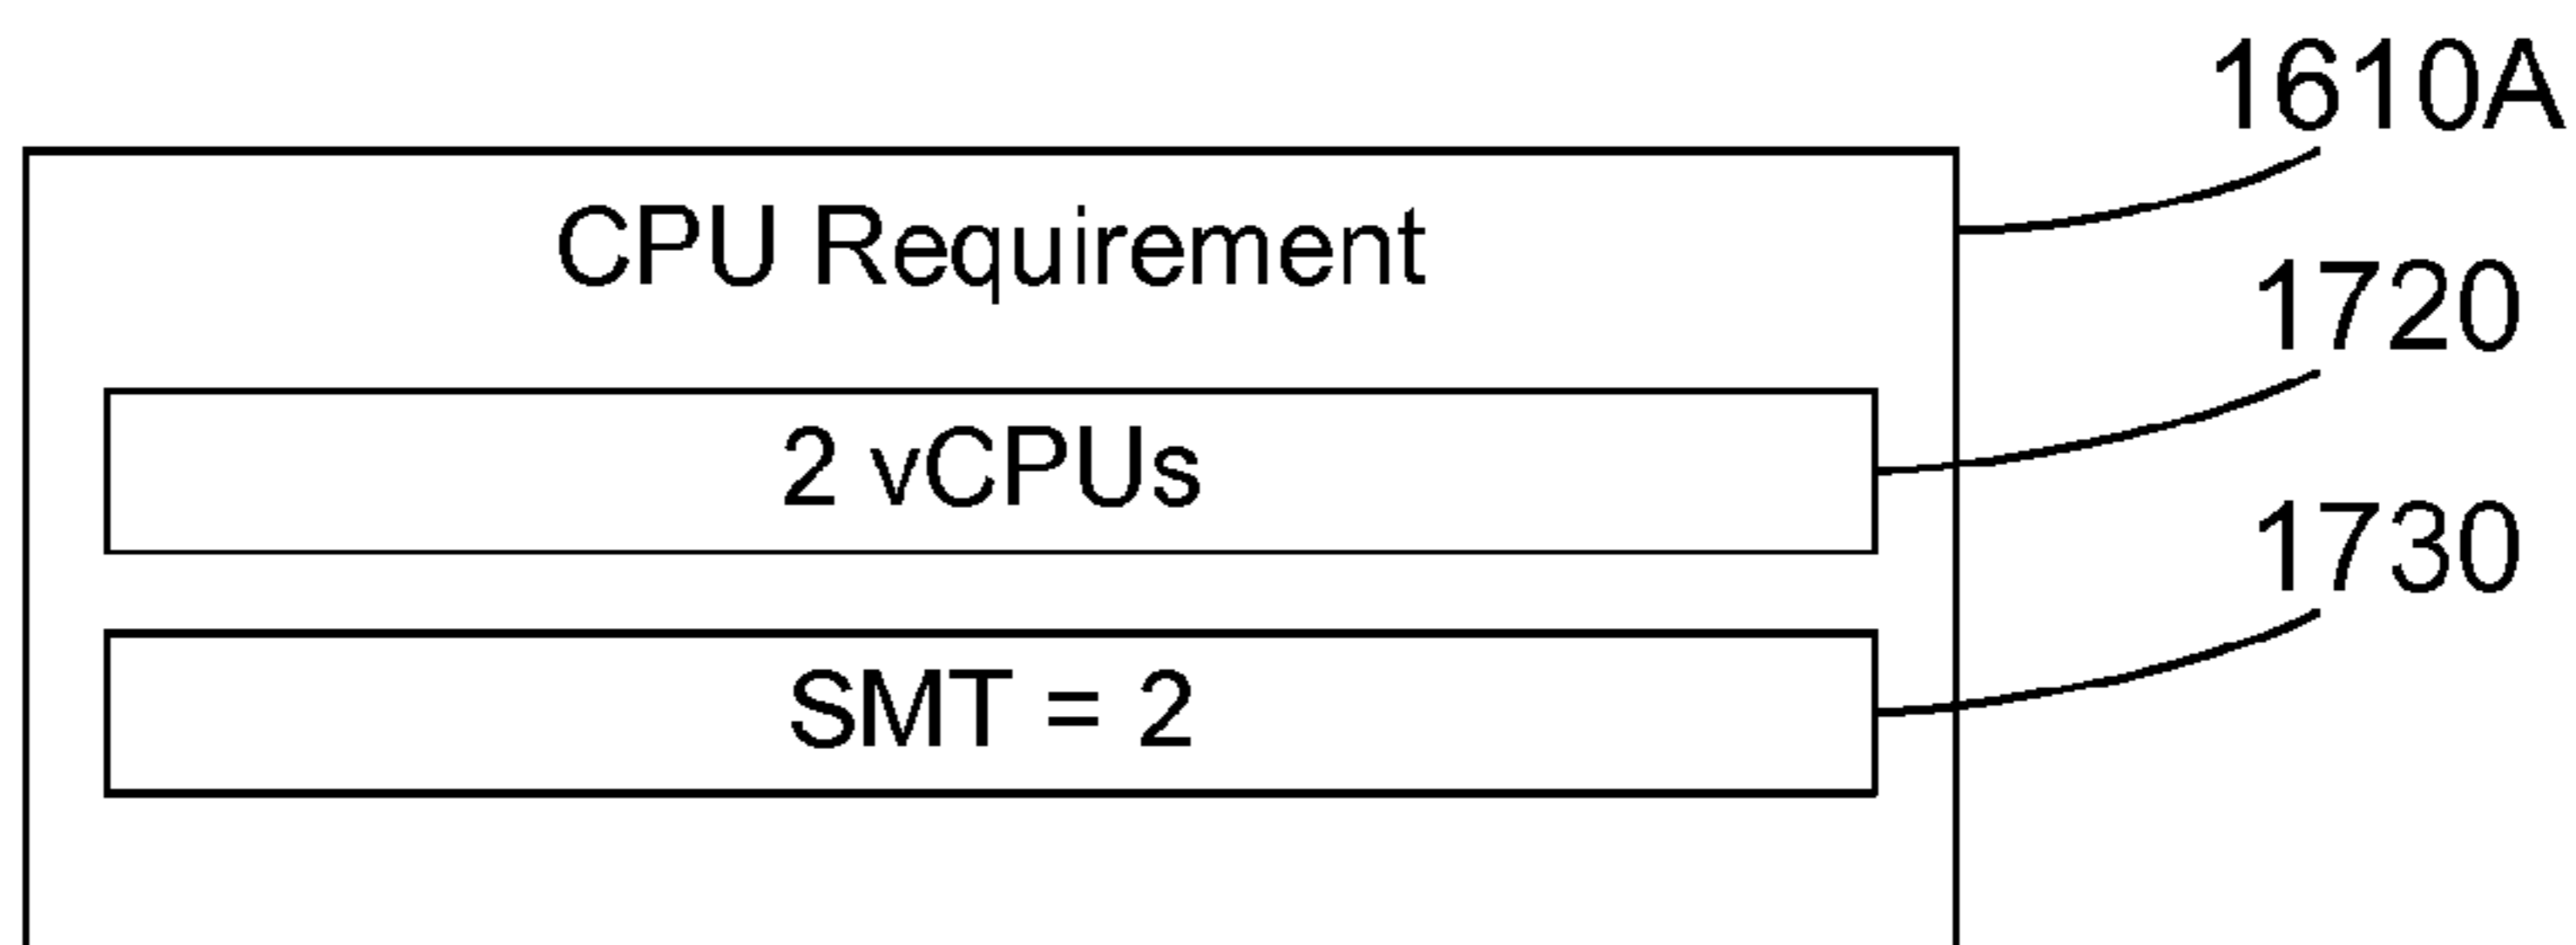 1610A
CPU Requirement
1720
2 vCPUs
1730
SMT = 2